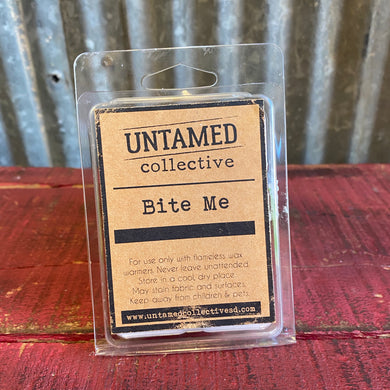 UNTAMED
collective
Bite Me
For use only with flameless wax
warmers. Never leave unattended.
Store in a cool, dry place.
May stain fabric and surfaces.
Keep away from children & pets.
www.untamedcollectivesd.com